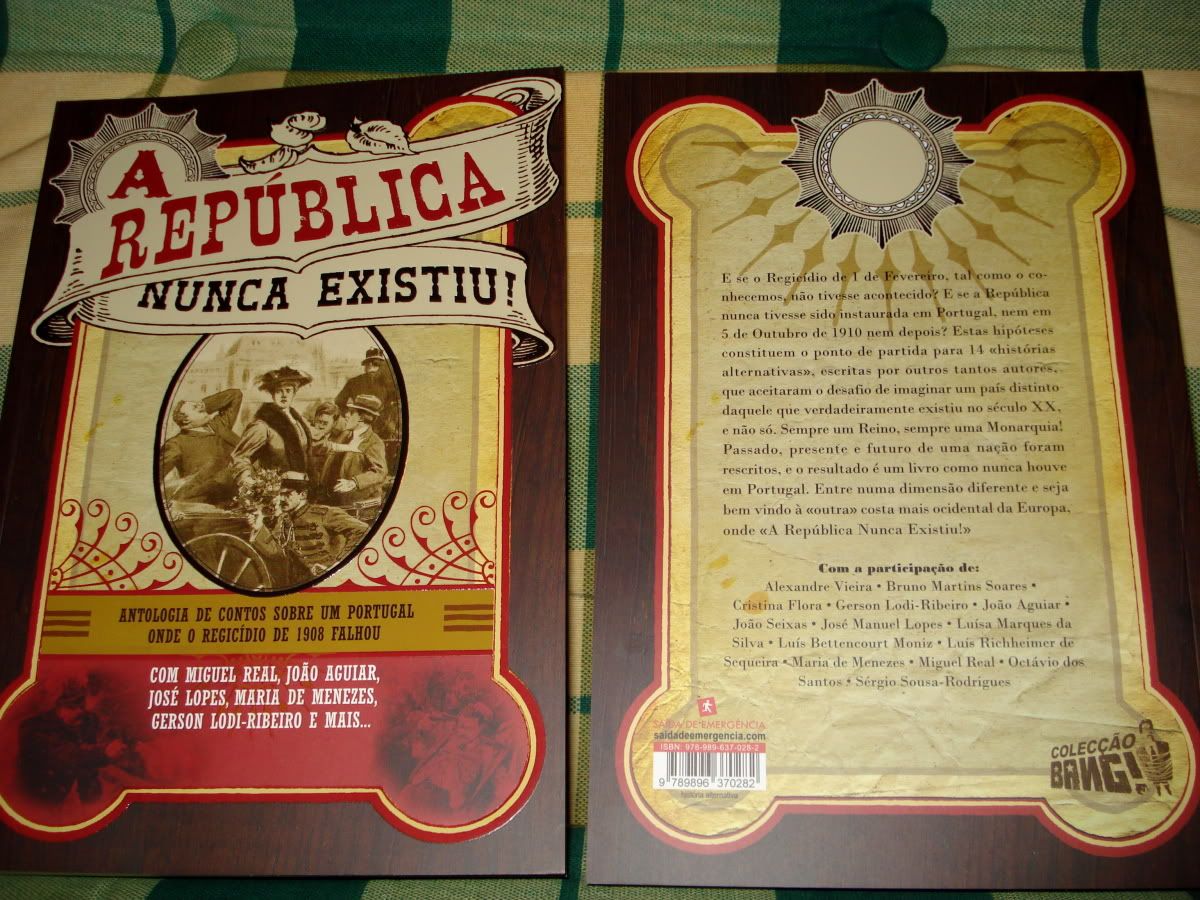 A
REPÚBLICA
NUNCA EXISTIU!
ANTOLOGIA DE CONTOS SOBRE UM PORTUGAL
ONDE O REGICÍDIO DE 1908 FALHOU
COM MIGUEL REAL, JOÃO AGUIAR,
JOSÉ LOPES, MARIA DE MENEZES,
GERSON LODI-RIBEIRO E MAIS...
E se o Regicídio de 1 de Fevereiro, tal como o co-
nhecemos, não tivesse acontecido? E se a República
nunca tivesse sido instaurada em Portugal, nem em
5 de Outubro de 1910 nem depois? Estas hipóteses
constituem o ponto de partida para 14 «histórias
alternativas», escritas por outros tantos autores,
que aceitaram o desafio de imaginar um país distinto
daquele que verdadeiramente existiu no século XX,
e não só. Sempre um Reino, sempre uma Monarquia!
Passado, presente e futuro de uma nação foram
rescritos, e o resultado é um livro como nunca houve
em Portugal. Entre numa dimensão diferente e seja
bem vindo à «outra» costa mais ocidental da Europa,
onde «A República Nunca Existiu!»
Com a participação de:
Alexandre Vieira • Bruno Martins Soares •
Cristina Flora • Gerson Lodi-Ribeiro • João Aguiar •
João Seixas • José Manuel Lopes • Luísa Marques da
Silva • Luís Bettencourt Moniz • Luís Richheimer de
Sequeira • Maria de Menezes • Miguel Real • Octávio dos
Santos • Sérgio Sousa-Rodrigues
SAÍDA DE EMERGÊNCIA
saidadeemergencia.com
ISBN: 978-989-637-028-2
9 789896 370282
história alternativa
COLECÇÃO
BANG!